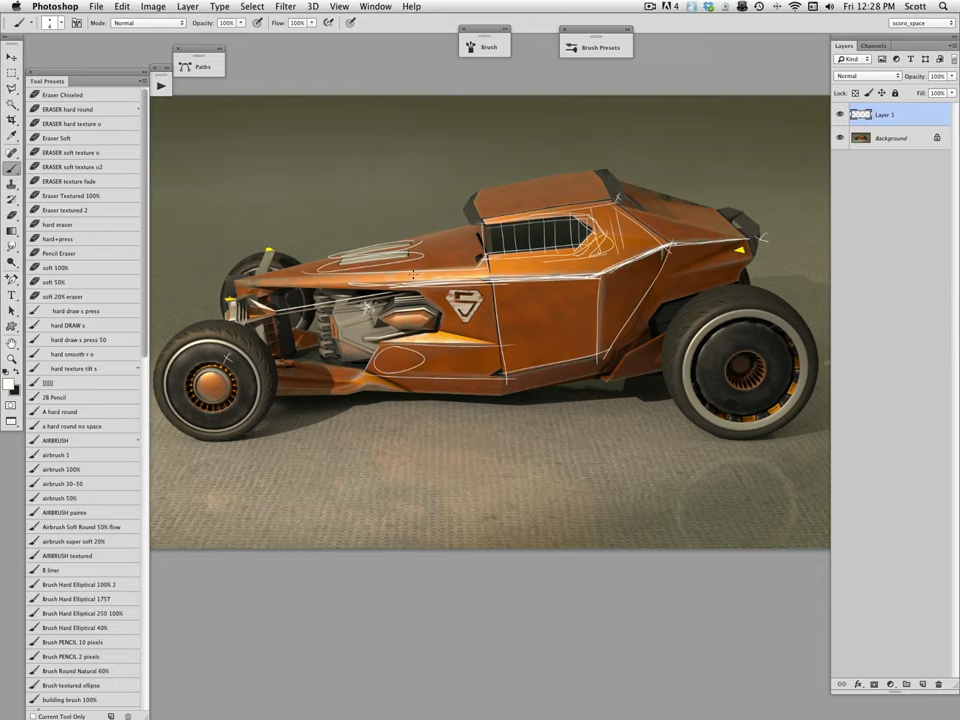 Photoshop File Edit Image Layer Type Select Filter 3D View Window Help
4 Fri 12:28 PM Scott
4 Mode: Normal Opacity: 100% Flow: 100% scoro_space
Paths
Brush
Brush Presets
Tool Presets
Eraser Chiseled
ERASER hard round
ERASER hard texture o
Eraser Soft
ERASER soft texture o
ERASER soft texture o2
ERASER texture fade
Eraser Textured 100%
Eraser textured 2
hard eraser
hard+press
Pencil Eraser
soft 100%
soft 50%
soft 20% eraser
hard draw s press
hard DRAW s
hard draw s press 50
hard smooth r o
hard texture tilt s
2B Pencil
A hard round
a hard round no space
AIRBRUSH
airbrush 1
airbrush 100%
airbrush 30-50
airbrush 50%
AIRBRUSH painte
Airbrush Soft Round 50% flow
airbrush super soft 20%
AIRBRUSH textured
B liner
Brush Hard Elliptical 100% 2
Brush Hard Elliptical 175T
Brush Hard Elliptical 250 100%
Brush Hard Elliptical 40%
Brush PENCIL 10 pixels
Brush PENCIL 2 pixels
Brush Round Natural 60%
Brush textured ellipse
building brush 100%
Current Tool Only
Layers Channels
Kind
Normal Opacity: 100%
Lock: Fill: 100%
Layer 1
Background